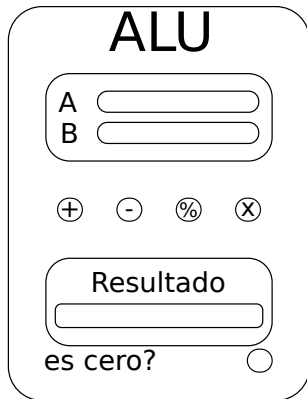 ALU
A
B
+ - % x
Resultado
es cero?